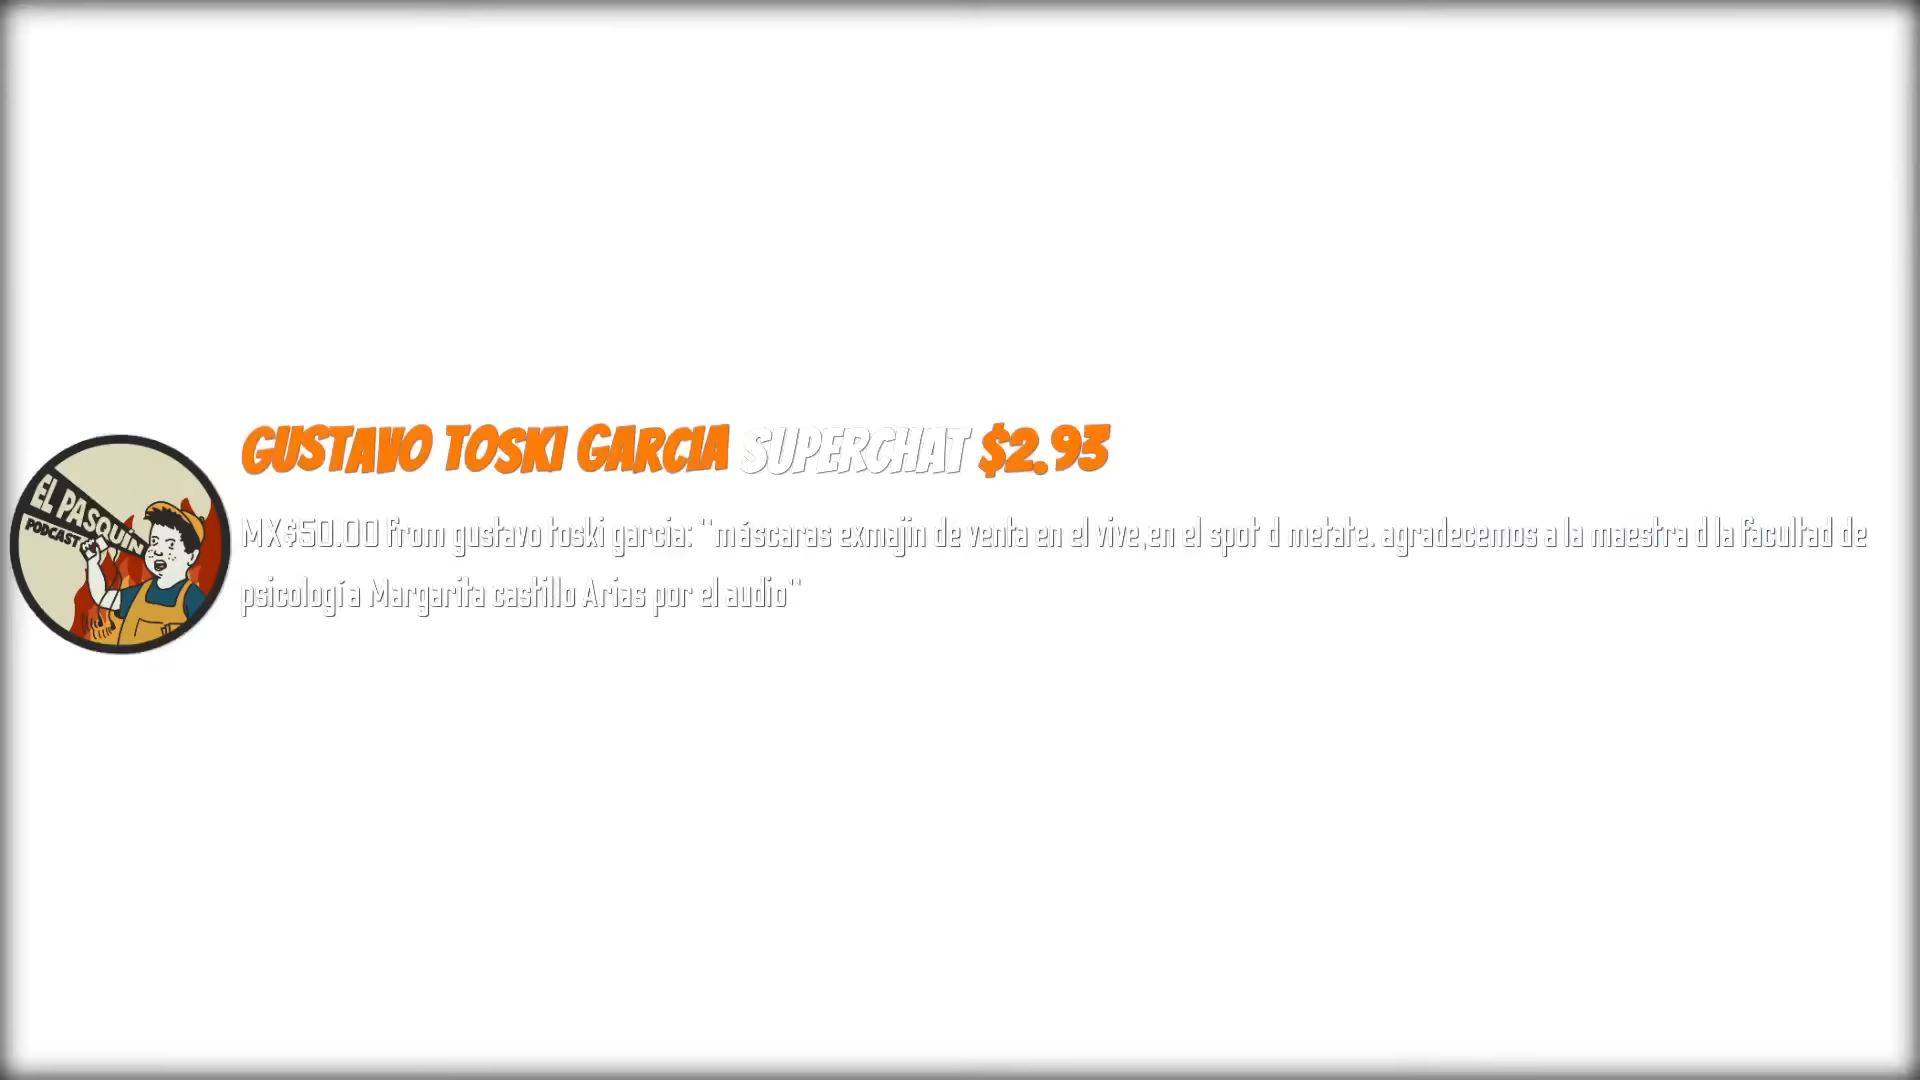 GUSTAVO TOSKI GARCIA SUPERCHAT $2.93
EL PASQUÍN
PODCAST
MX$50.00 from gustavo toski garcia: "máscaras exmajin de venta en el vive,en el spot d metate. agradecemos a la maestra d la facultad de
psicología Margarita castillo Arias por el audio"